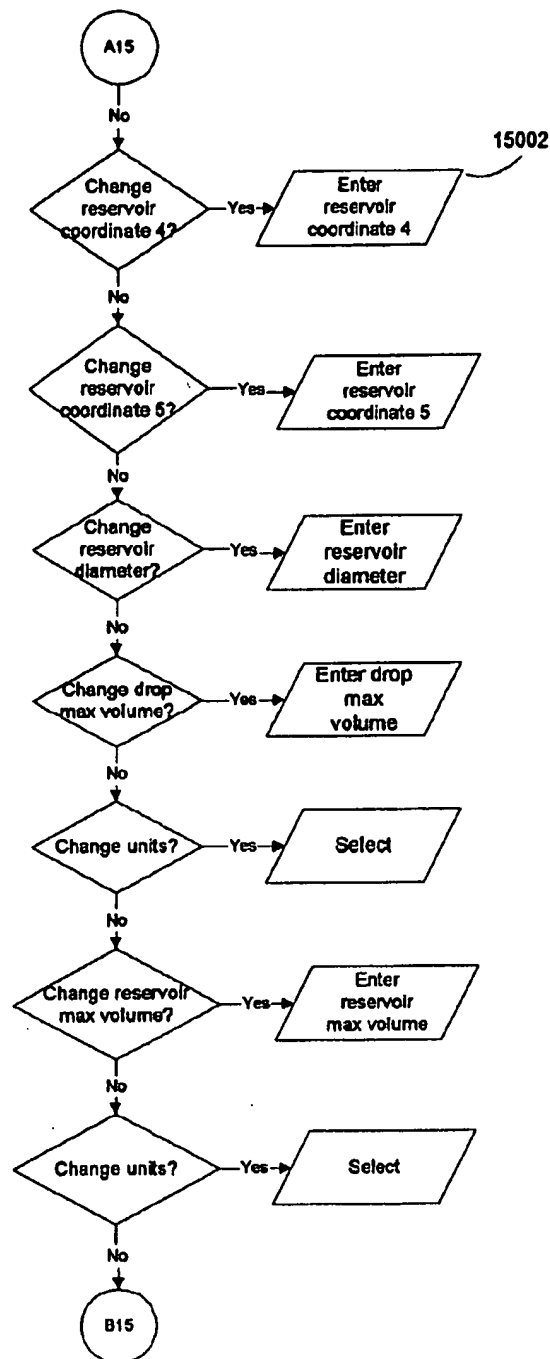 A15
No
15002
Change
reservoir
coordinate 4?
Yes
Enter
reservoir
coordinate 4
No
Change
reservoir
coordinate 5?
Yes
Enter
reservoir
coordinate 5
No
Change
reservoir
diameter?
Yes
Enter
reservoir
diameter
No
Change drop
max volume?
Yes
Enter drop
max
volume
No
Change units?
Yes
Select
No
Change reservoir
max volume?
Yes
Enter
reservoir
max volume
No
Change units?
Yes
Select
No
B15